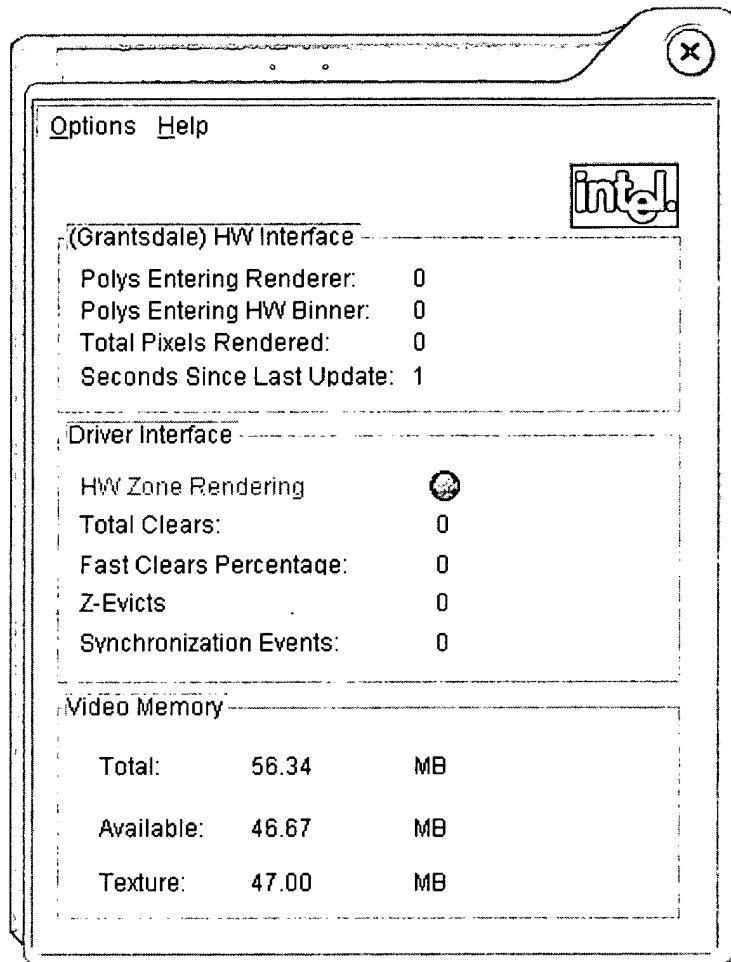 Options Help
intel.
(Grantsdale) HW Interface
Polys Entering Renderer: 0
Polys Entering HW Binner: 0
Total Pixels Rendered: 0
Seconds Since Last Update: 1
Driver Interface
HW Zone Rendering
Total Clears: 0
Fast Clears Percentage: 0
Z-Evicts 0
Synchronization Events: 0
Video Memory
Total: 56.34 MB
Available: 46.67 MB
Texture: 47.00 MB